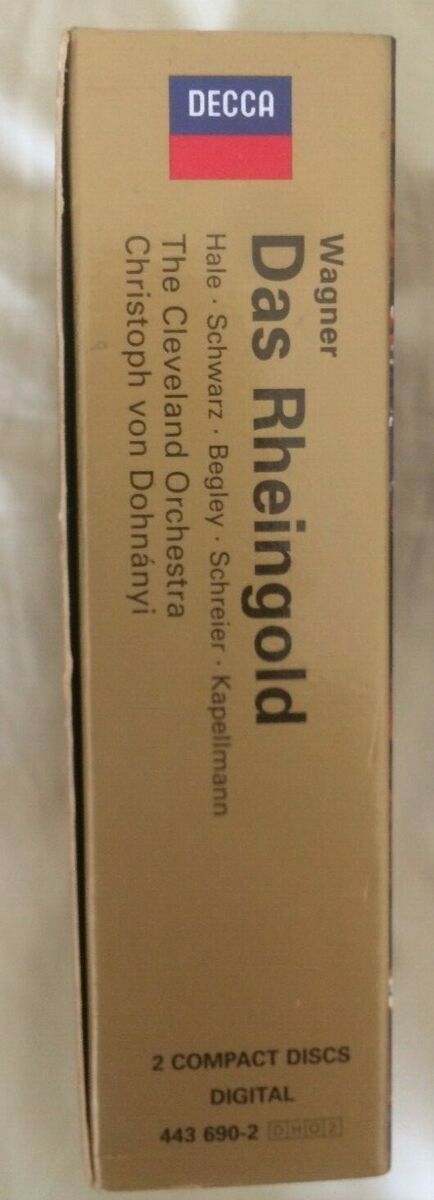 DECCA
Wagner
Das Rheingold
Hale · Schwarz · Begley · Schreier · Kapellmann
The Cleveland Orchestra
Christoph von Dohnányi
2 COMPACT DISCS
DIGITAL
443 690-2 DHO2